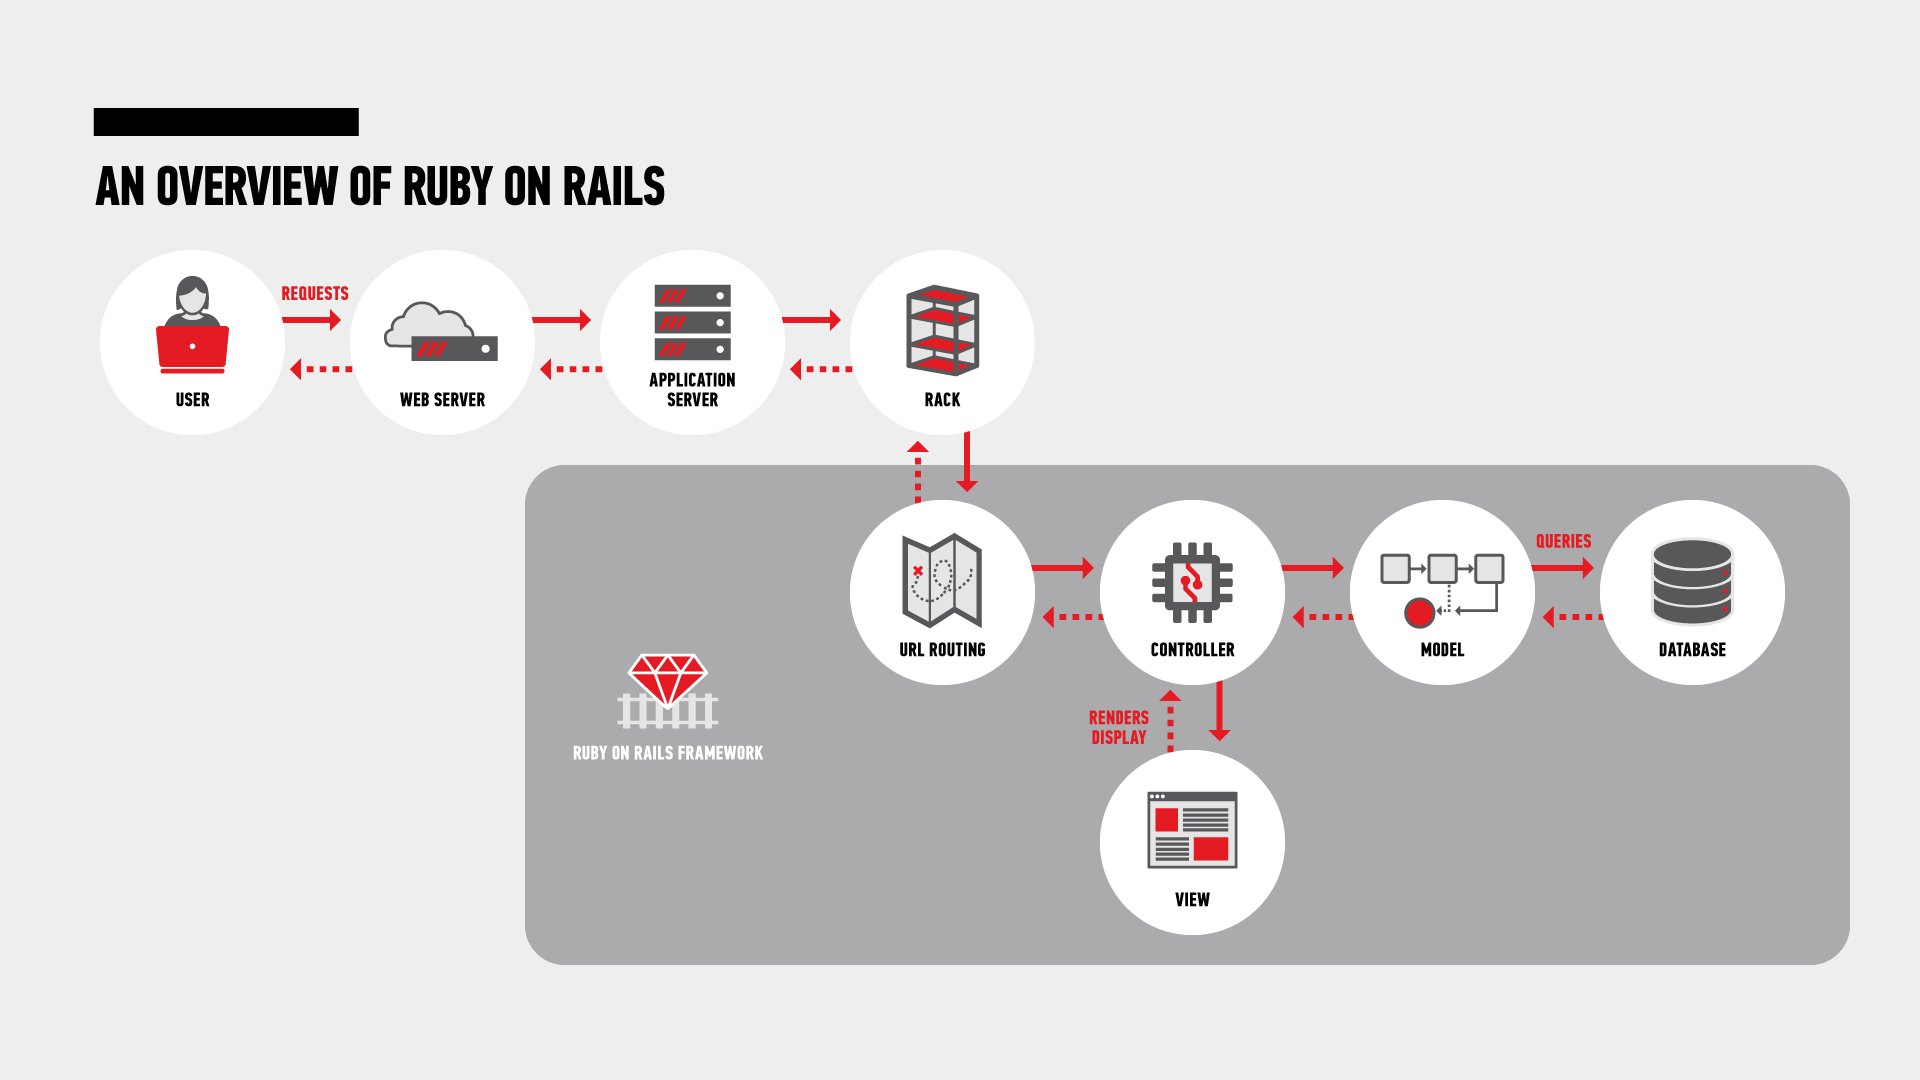 AN OVERVIEW OF RUBY ON RAILS
REQUESTS
USER
WEB SERVER
APPLICATION
SERVER
RACK
QUERIES
URL ROUTING
CONTROLLER
MODEL
DATABASE
RENDERS
DISPLAY
RUBY ON RAILS FRAMEWORK
VIEW